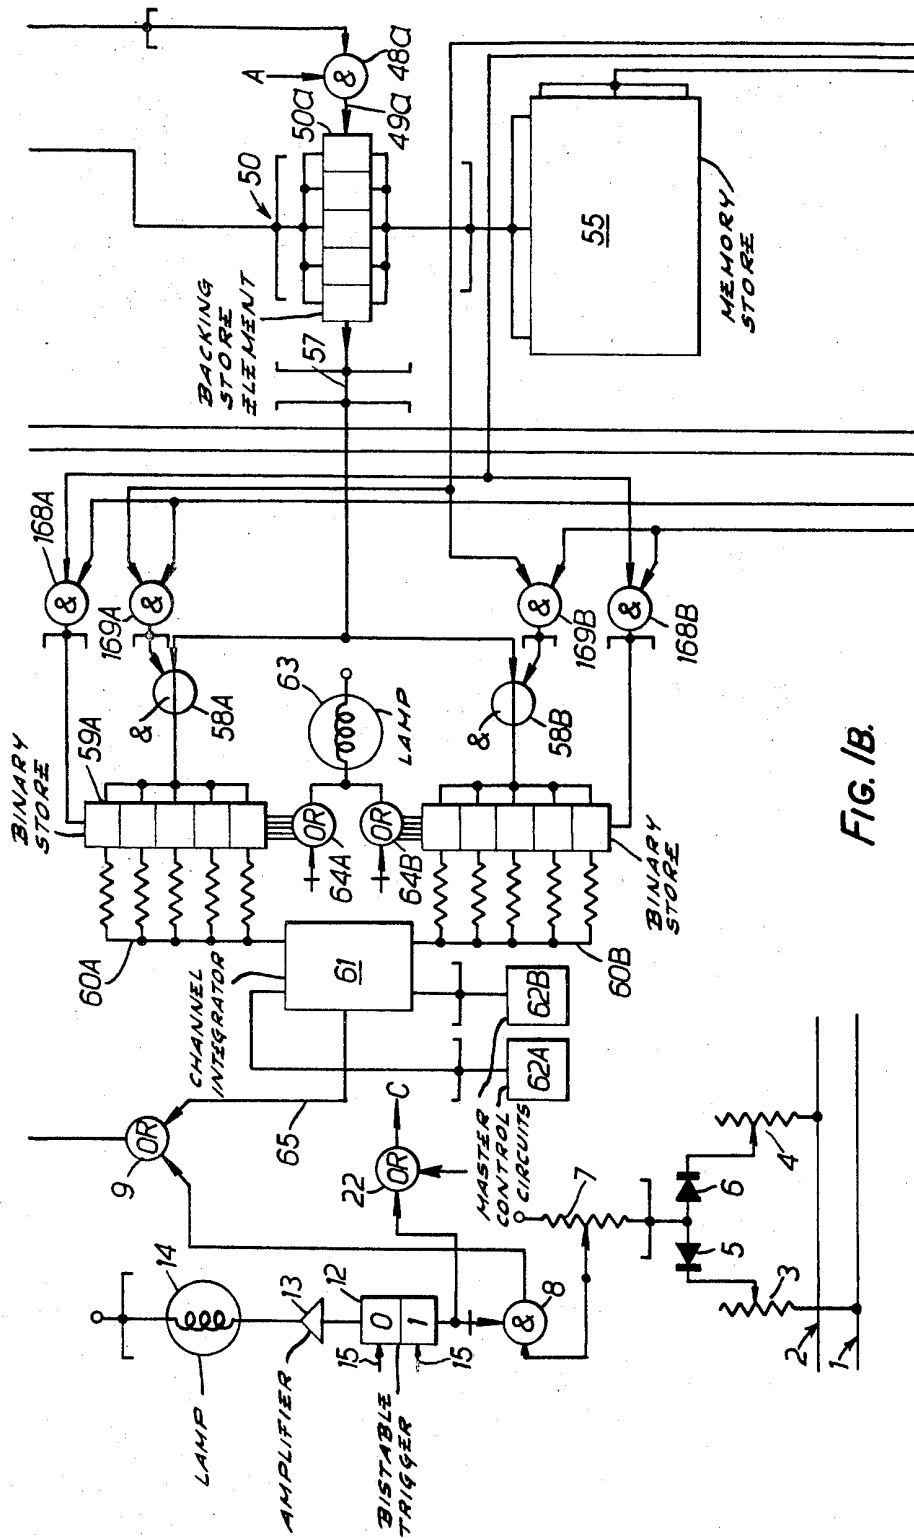 LAMP
14
AMPLIFIER
13
BISTABLE
TRIGGER
12
0
1
15
15
&
8
9
OR
22
OR
C
65
MASTER
CONTROL
CIRCUITS
62A
62B
7
5
6
3
4
2
1
CHANNEL
INTEGRATOR
61
60A
60B
BINARY
STORE
59A
BINARY
STORE
OR
64A
OR
64B
63
LAMP
&
58A
&
58B
&
168A
&
169A
&
169B
&
168B
BACKING
STORE
ELEMENT
57
50
50a
49a
A
&
48a
55
MEMORY
STORE
FIG. 1B.